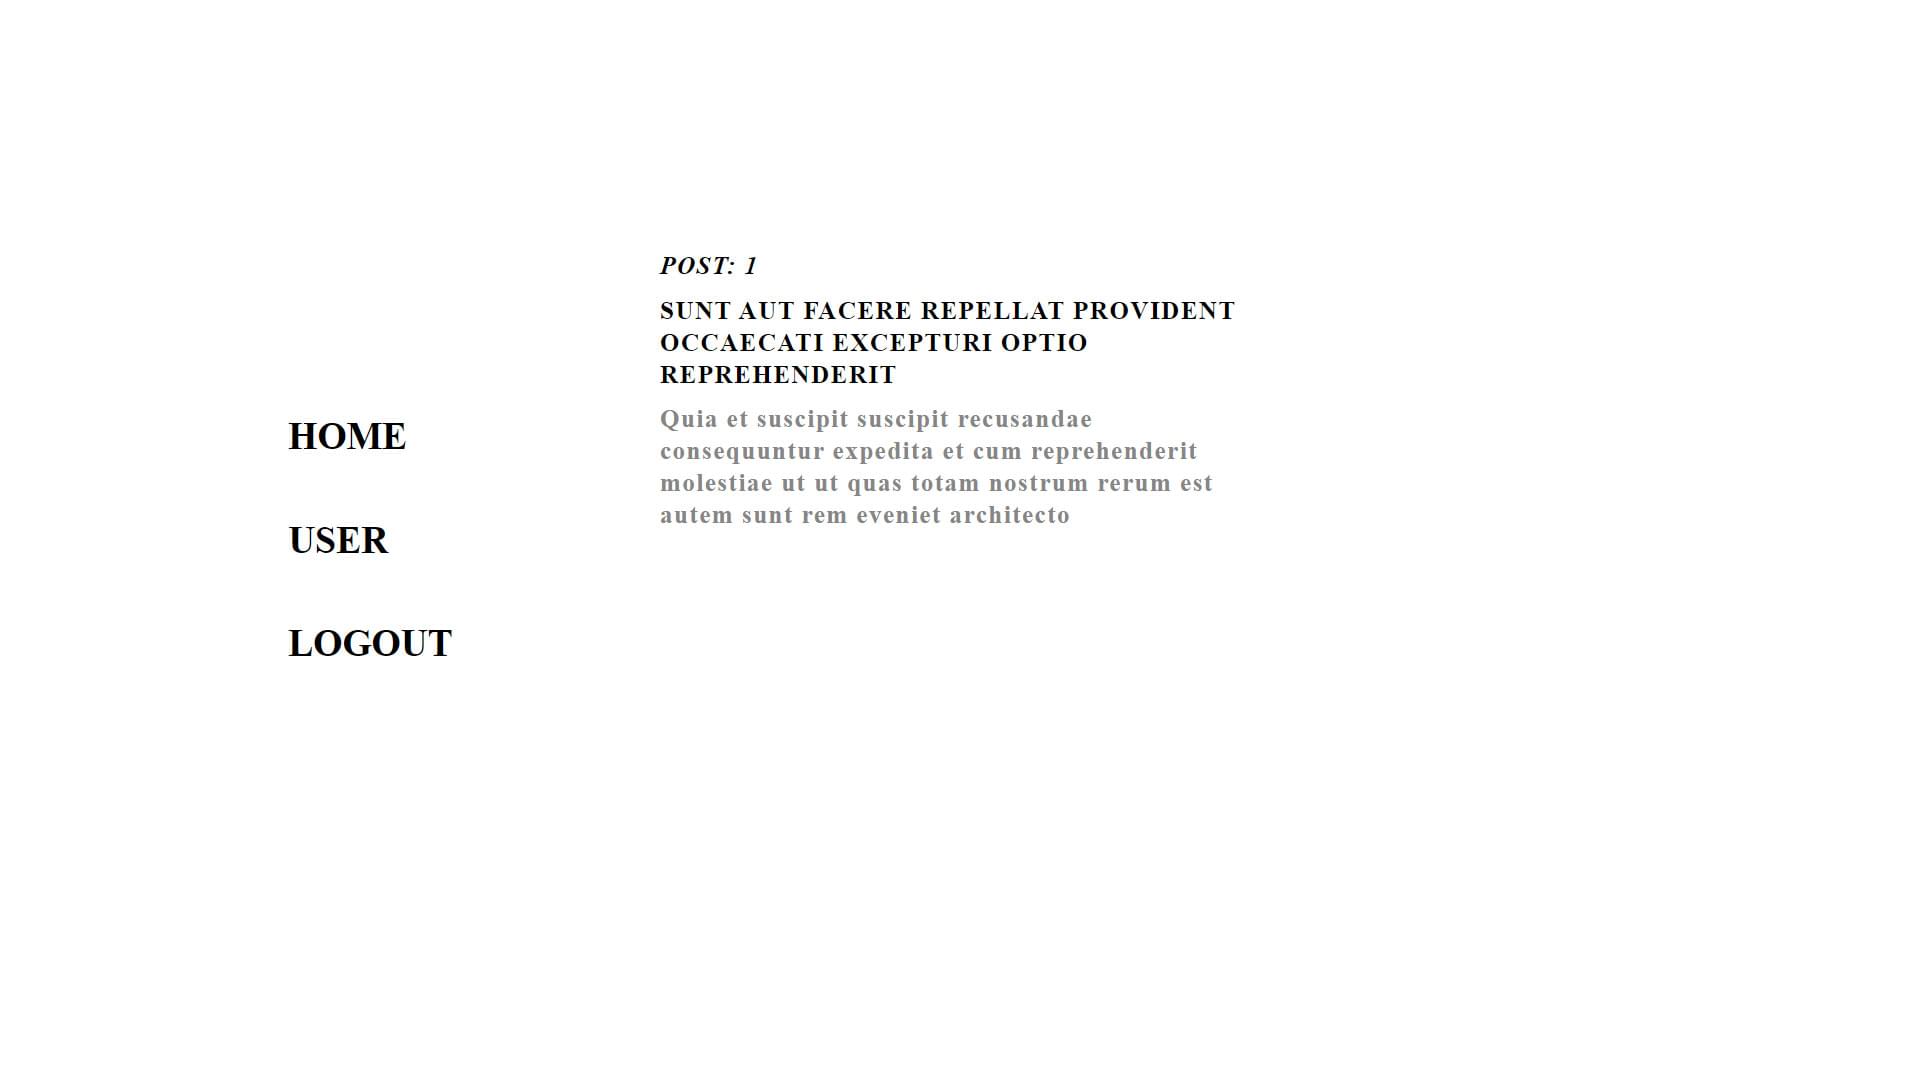 POST: 1
SUNT AUT FACERE REPELLAT PROVIDENT
OCCAECATI EXCEPTURI OPTIO
REPREHENDERIT
Quia et suscipit suscipit recusandae
consequuntur expedita et cum reprehenderit
molestiae ut ut quas totam nostrum rerum est
autem sunt rem eveniet architecto
HOME
USER
LOGOUT